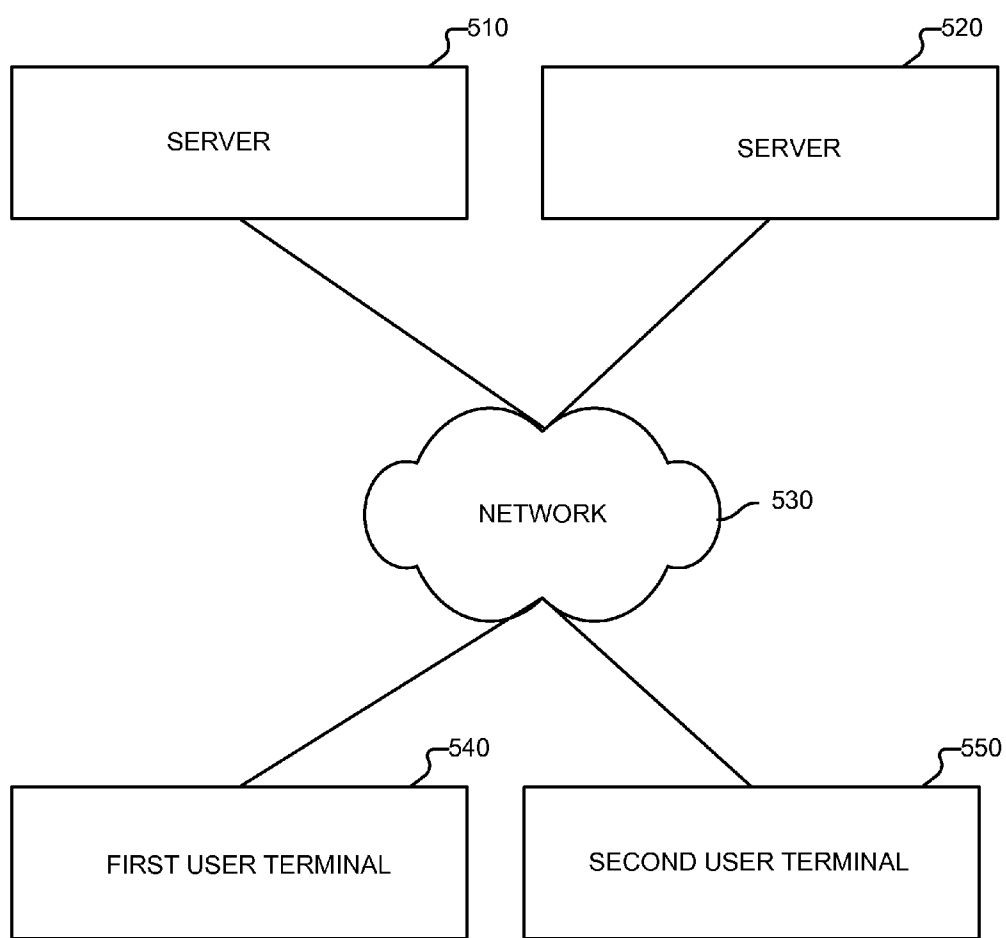 510
520
SERVER
SERVER
NETWORK
530
540
550
FIRST USER TERMINAL
SECOND USER TERMINAL